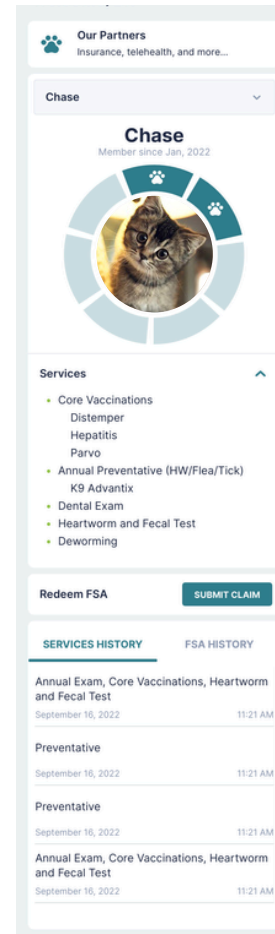 Our Partners
Insurance, telehealth, and more...
Chase
Chase
Member since Jan, 2022
Services
Core Vaccinations
Distemper
Hepatitis
Parvo
Annual Preventative (HW/Flea/Tick)
K9 Advantix
Dental Exam
Heartworm and Fecal Test
Deworming
Redeem FSA
SUBMIT CLAIM
SERVICES HISTORY
FSA HISTORY
Annual Exam, Core Vaccinations, Heartworm
and Fecal Test
September 16, 2022 11:21 AM
Preventative
September 16, 2022 11:21 AM
Preventative
September 16, 2022 11:21 AM
Annual Exam, Core Vaccinations, Heartworm
and Fecal Test
September 16, 2022 11:21 AM